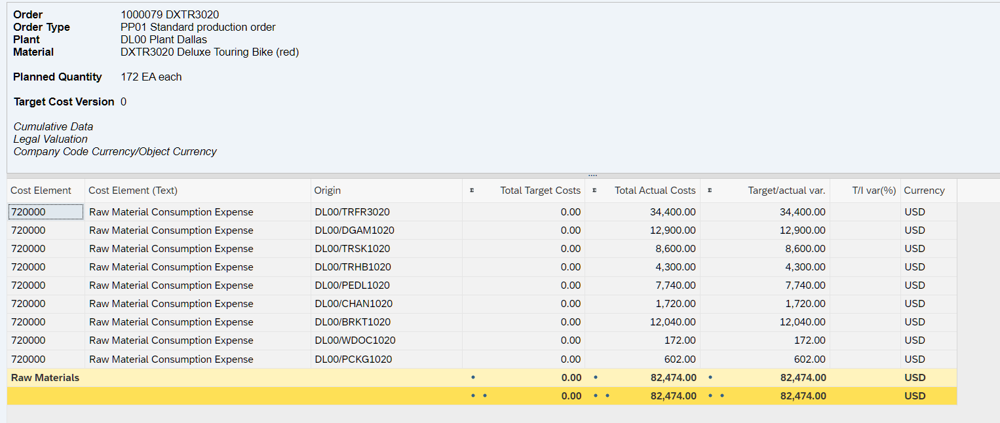 Order 1000079 DXTR3020
Order Type PP01 Standard production order
Plant DL00 Plant Dallas
Material DXTR3020 Deluxe Touring Bike (red)
Planned Quantity 172 EA each
Target Cost Version 0
Cumulative Data
Legal Valuation
Company Code Currency/Object Currency
Cost Element Cost Element (Text) Origin Σ Total Target Costs Σ Total Actual Costs Σ Target/actual var. T/I var(%) Currency
720000 Raw Material Consumption Expense DL00/TRFR3020 0.00 34,400.00 34,400.00 USD
720000 Raw Material Consumption Expense DL00/DGAM1020 0.00 12,900.00 12,900.00 USD
720000 Raw Material Consumption Expense DL00/TRSK1020 0.00 8,600.00 8,600.00 USD
720000 Raw Material Consumption Expense DL00/TRHB1020 0.00 4,300.00 4,300.00 USD
720000 Raw Material Consumption Expense DL00/PEDL1020 0.00 7,740.00 7,740.00 USD
720000 Raw Material Consumption Expense DL00/CHAN1020 0.00 1,720.00 1,720.00 USD
720000 Raw Material Consumption Expense DL00/BRKT1020 0.00 12,040.00 12,040.00 USD
720000 Raw Material Consumption Expense DL00/WDOC1020 0.00 172.00 172.00 USD
720000 Raw Material Consumption Expense DL00/PCKG1020 0.00 602.00 602.00 USD
Raw Materials • 0.00 • 82,474.00 • 82,474.00 USD
• • 0.00 • • 82,474.00 • • 82,474.00 USD